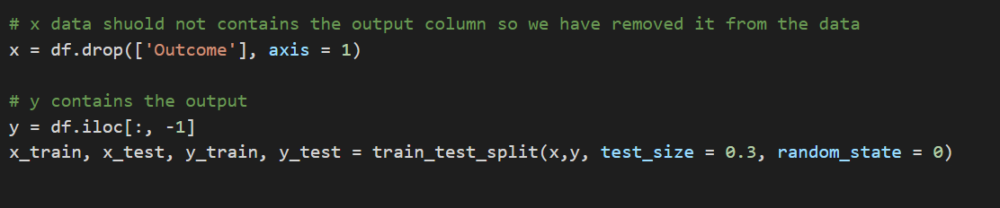 # x data shuold not contains the output column so we have removed it from the data
x = df.drop(['Outcome'], axis = 1)
# y contains the output
y = df.iloc[:, -1]
x_train, x_test, y_train, y_test = train_test_split(x,y, test_size = 0.3, random_state = 0)